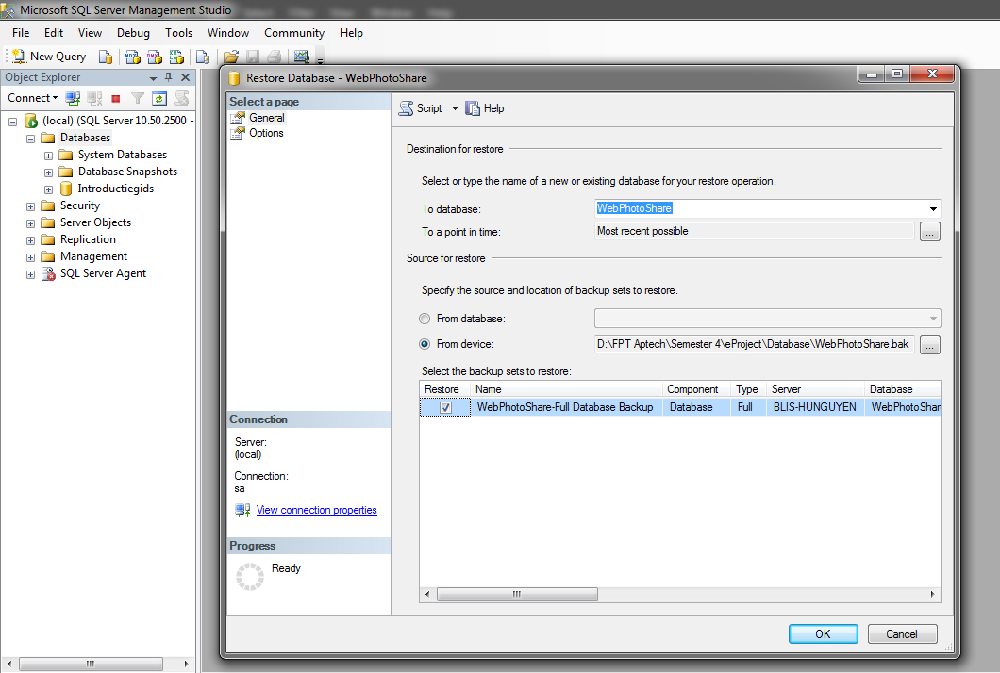 Microsoft SQL Server Management Studio
File Edit View Debug Tools Window Community Help
New Query
Object Explorer
Connect
(local) (SQL Server 10.50.2500 -
Databases
System Databases
Database Snapshots
Introductiegids
Security
Server Objects
Replication
Management
SQL Server Agent
Restore Database - WebPhotoShare
Select a page
General
Options
Connection
Server:
(local)
Connection:
sa
View connection properties
Progress
Ready
Script Help
Destination for restore
Select or type the name of a new or existing database for your restore operation.
To database: WebPhotoShare
To a point in time: Most recent possible
...
Source for restore
Specify the source and location of backup sets to restore.
From database:
From device: D:\FPT Aptech\Semester 4\eProject\Database\WebPhotoShare.bak
...
Select the backup sets to restore:
Restore Name Component Type Server Database
WebPhotoShare-Full Database Backup Database Full BLIS-HUNGUYEN WebPhotoShar
OK Cancel